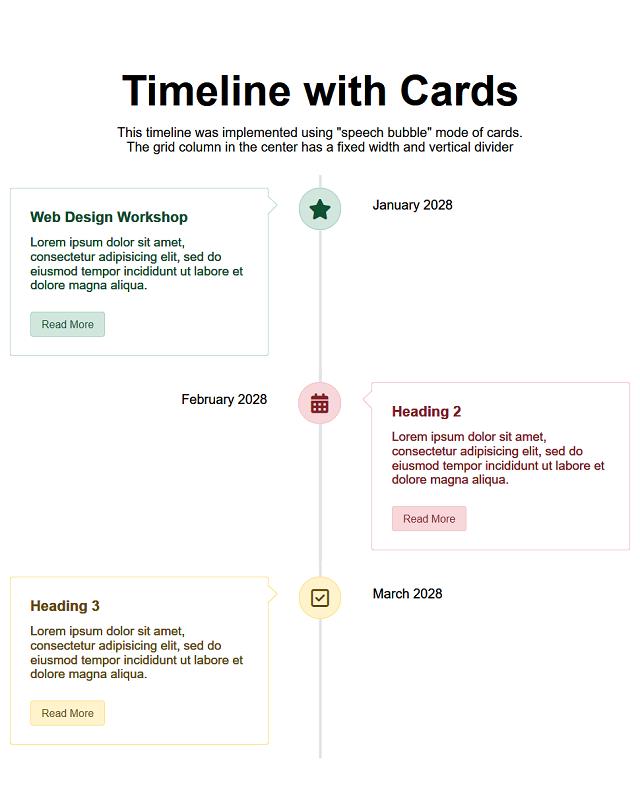 Timeline with Cards
This timeline was implemented using "speech bubble" mode of cards.
The grid column in the center has a fixed width and vertical divider
Web Design Workshop
Lorem ipsum dolor sit amet,
consectetur adipisicing elit, sed do
eiusmod tempor incididunt ut labore et
dolore magna aliqua.
Read More
January 2028
February 2028
Heading 2
Lorem ipsum dolor sit amet,
consectetur adipisicing elit, sed do
eiusmod tempor incididunt ut labore et
dolore magna aliqua.
Read More
Heading 3
Lorem ipsum dolor sit amet,
consectetur adipisicing elit, sed do
eiusmod tempor incididunt ut labore et
dolore magna aliqua.
Read More
March 2028